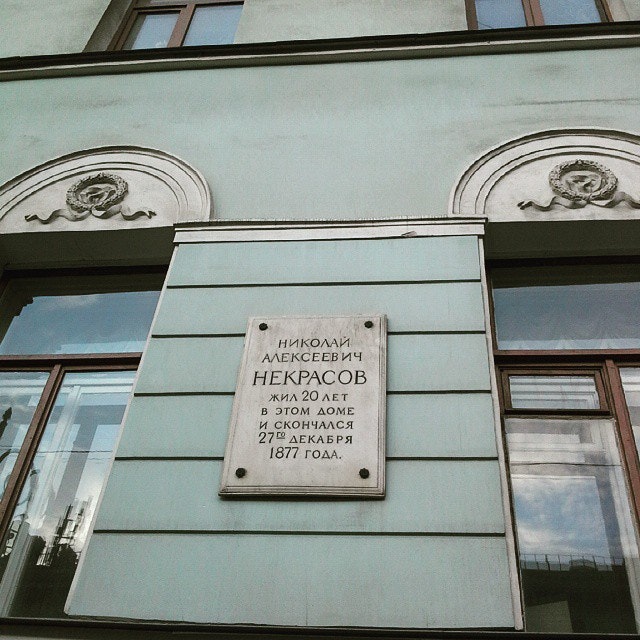 НИКОЛАЙ
АЛЕКСЕЕВИЧ
НЕКРАСОВ
ЖИЛ 20 ЛЕТ
В ЭТОМ ДОМЕ
И СКОНЧАЛСЯ
27ГО ДЕКАБРЯ
1877 ГОДА.